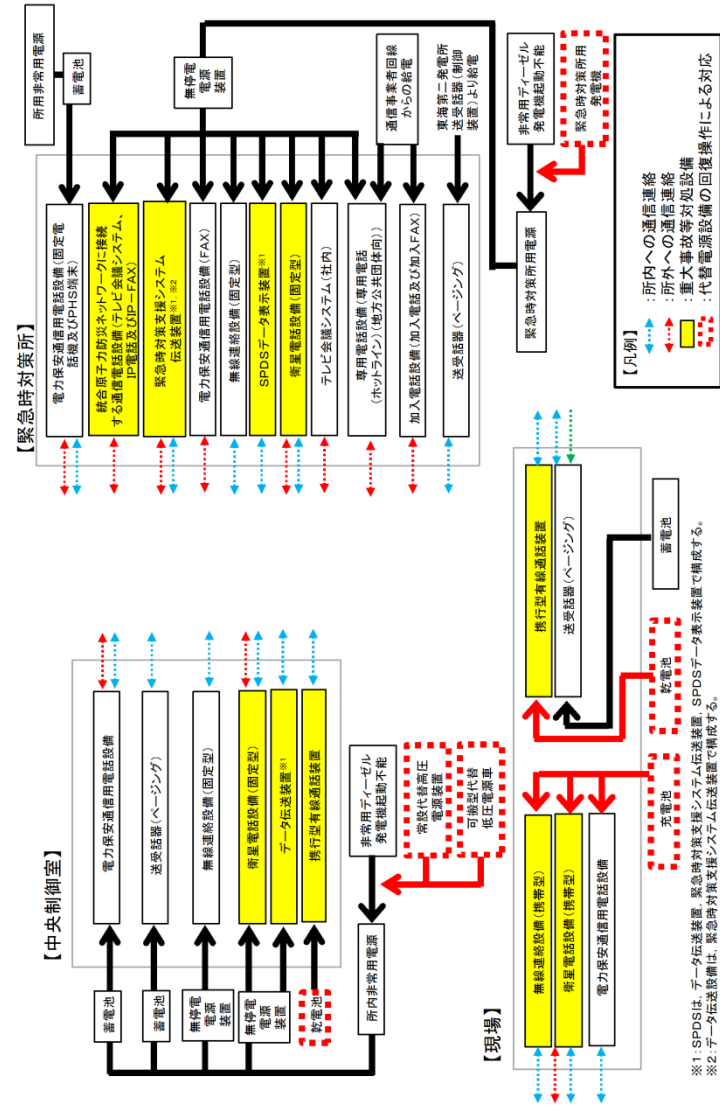 【中央制御室】
蓄電池
蓄電池
無停電
電源
装置
無停電
電源
装置
乾電池
電力保安通信用電話設備
送受話器(ページング)
無線連絡設備(固定型)
衛星電話設備(固定型)
データ伝送装置※1
携行型有線通話装置
所内非常用電源
非常用ディーゼル
発電機起動不能
常設代替高圧
電源装置
可搬型代替
低圧電源車
【緊急時対策所】
電力保安通信用電話設備(固定電
話機及びPHS端末)
統合原子力防災ネットワークに接続
する通信電話設備(テレビ会議システム、
IP電話及びIP-FAX)
緊急時対策支援システム
伝送装置※1、※2
電力保安通信用電話設備(FAX)
無線連絡設備(固定型)
SPDSデータ表示装置※1
衛星電話設備(固定型)
テレビ会議システム(社内)
専用電話設備(専用電話
(ホットライン)(地方公共団体向)
加入電話設備(加入電話及び加入FAX)
送受話器(ページング)
所用非常用電源
蓄電池
無停電
電源
装置
通信事業者回線
からの給電
東海第二発電所
送受話器(制御
装置)より給電
緊急時対策所用電源
非常用ディーゼル
発電機起動不能
緊急時対策所用
発電機
【現場】
無線連絡設備(携帯型)
衛星電話設備(携帯型)
電力保安通信用電話設備
充電池
携行型有線通話装置
送受話器(ページング)
乾電池
蓄電池
【凡例】
:所内への通信連絡
:所外への通信連絡
:重大事故等対処設備
:代替電源設備の回復操作による対応
※1:SPDSは、データ伝送装置、緊急時対策支援システム伝送装置、SPDSデータ表示装置で構成する。
※2:データ伝送設備は、緊急時対策支援システム伝送装置で構成する。